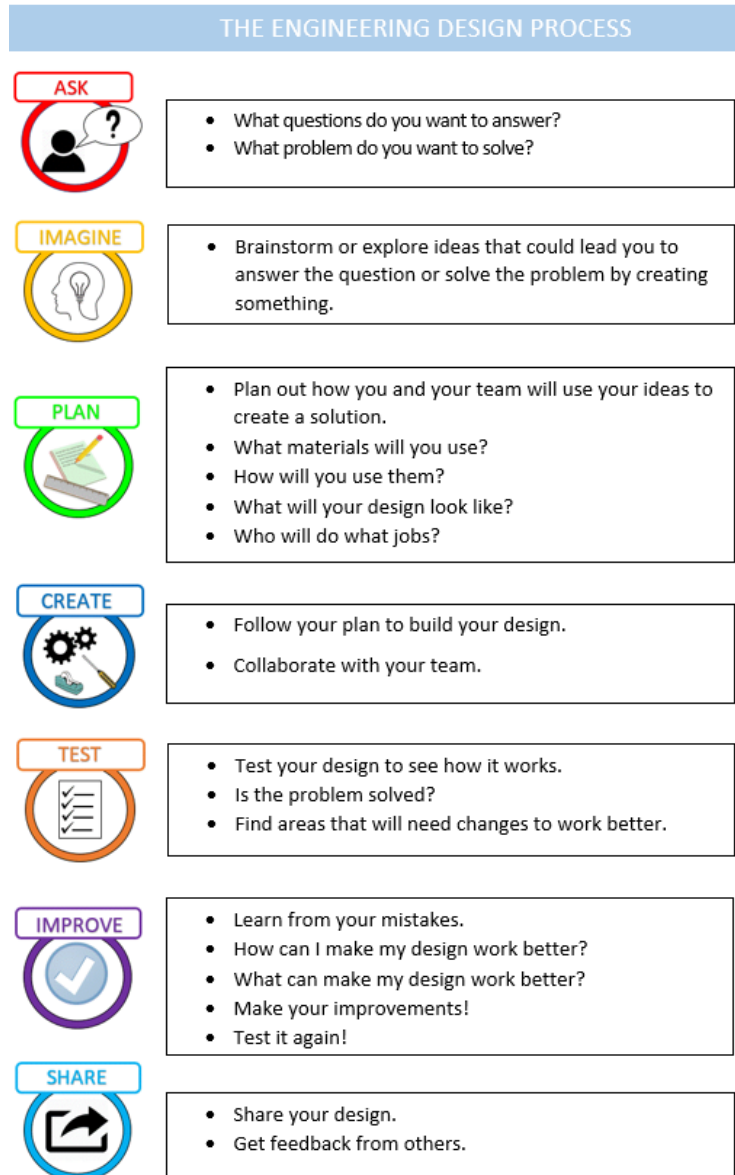 THE ENGINEERING DESIGN PROCESS
ASK
?
• What questions do you want to answer?
• What problem do you want to solve?
IMAGINE
• Brainstorm or explore ideas that could lead you to
answer the question or solve the problem by creating
something.
PLAN
• Plan out how you and your team will use your ideas to
create a solution.
• What materials will you use?
• How will you use them?
• What will your design look like?
• Who will do what jobs?
CREATE
• Follow your plan to build your design.
• Collaborate with your team.
TEST
• Test your design to see how it works.
• Is the problem solved?
• Find areas that will need changes to work better.
IMPROVE
• Learn from your mistakes.
• How can I make my design work better?
• What can make my design work better?
• Make your improvements!
• Test it again!
SHARE
• Share your design.
• Get feedback from others.